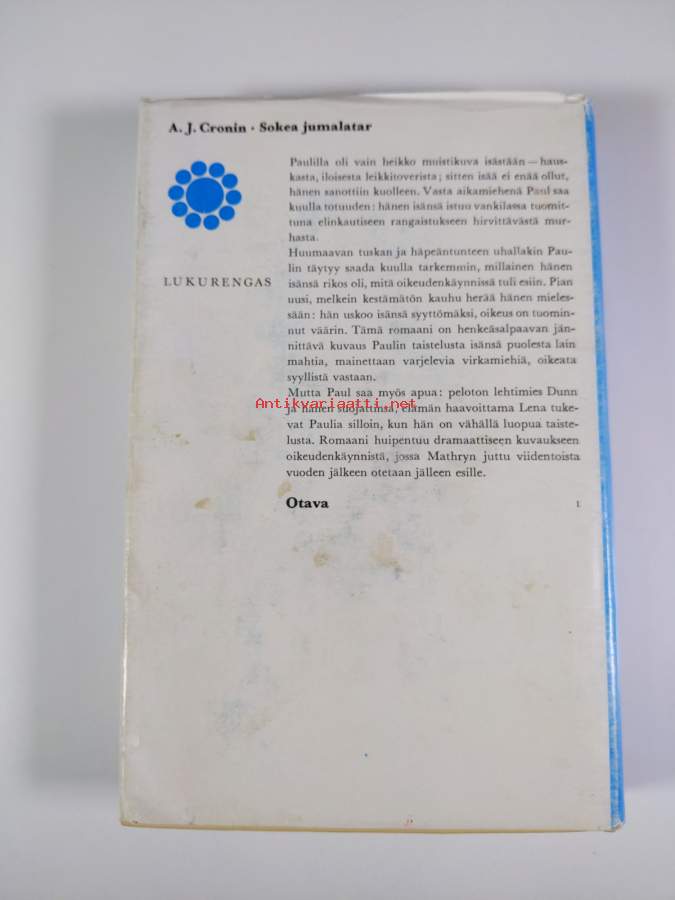 A. J. Cronin · Sokea jumalatar
Paulilla oli vain heikko muistikuva isästään — haus-
kasta, iloisesta leikkitoverista; sitten isää ei enää ollut,
hänen sanottiin kuolleen. Vasta aikamiehenä Paul saa
kuulla totuuden: hänen isänsä istuu vankilassa tuomit-
tuna elinkautiseen rangaistukseen hirvittävästä mur-
hasta.
Huumaavan tuskan ja häpeäntunteen uhallakin Pau-
lin täytyy saada kuulla tarkemmin, millainen hänen
isänsä rikos oli, mitä oikeudenkäynnissä tuli esiin. Pian
uusi, melkein kestämätön kauhu herää hänen mieles-
sään: hän uskoo isänsä syyttömäksi, oikeus on tuomin-
nut väärin. Tämä romaani on henkeäsalpaavan jän-
nittävä kuvaus Paulin taistelusta isänsä puolesta lain
mahtia, mainettaan varjelevia virkamiehiä, oikeata
syyllistä vastaan.
Mutta Paul saa myös apua: peloton lehtimies Dunn
ja hänen suojattinsa, elämän haavoittama Lena tuke-
vat Paulia silloin, kun hän on vähällä luopua taiste-
lusta. Romaani huipentuu dramaattiseen kuvaukseen
oikeudenkäynnistä, jossa Mathryn juttu viidentoista
vuoden jälkeen otetaan jälleen esille.
LUKURENGAS
Antikvariaatti.net
Otava
1